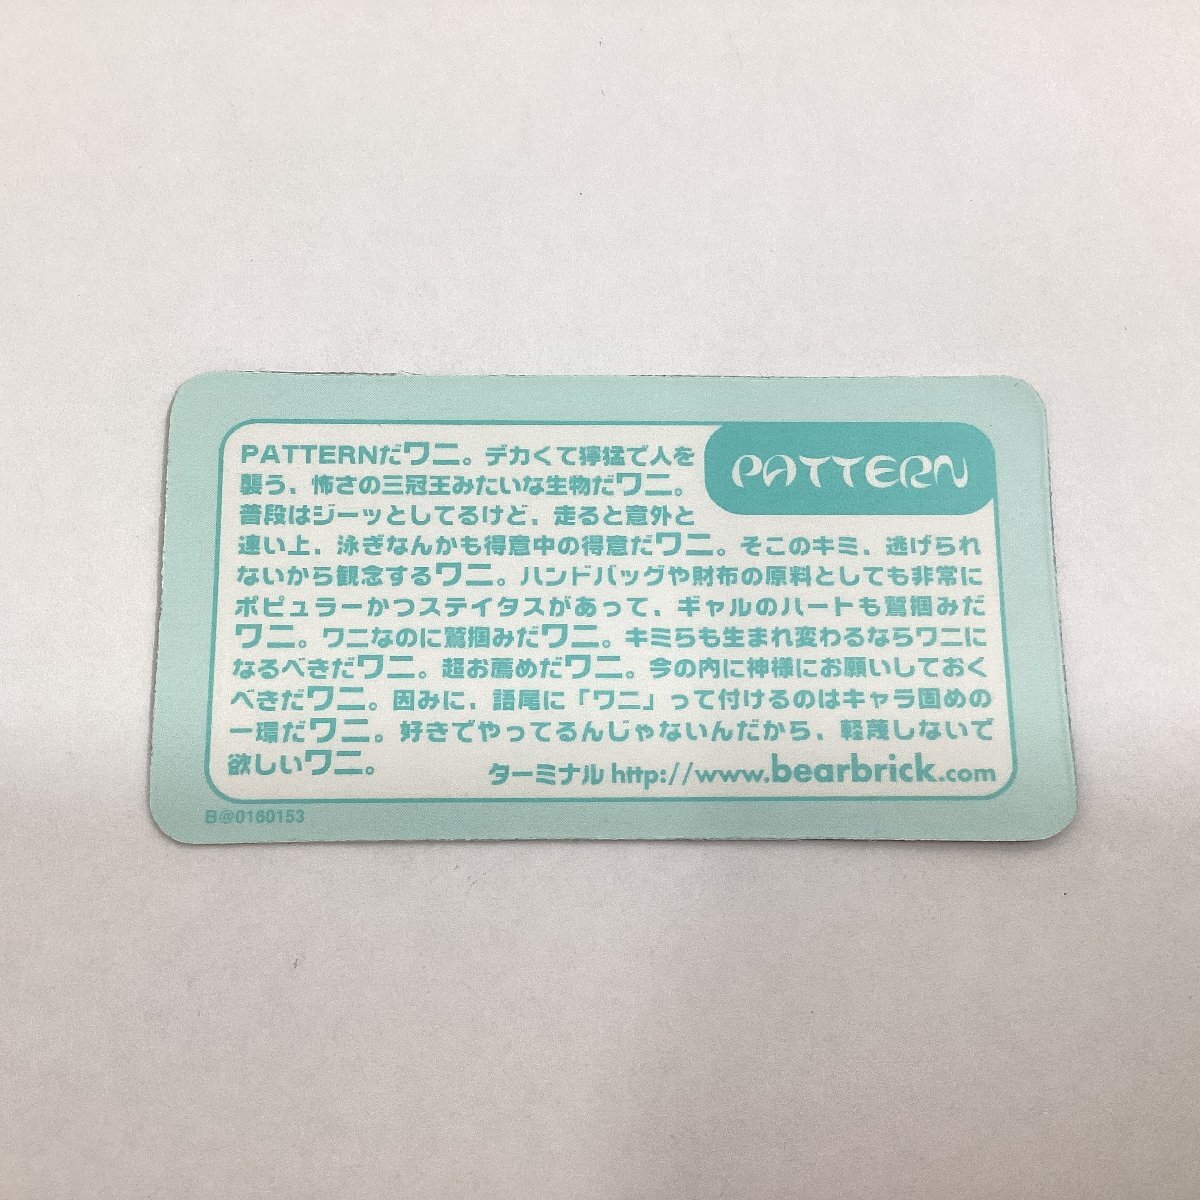 PATTERN
PATTERNだワニ。デカくて獰猛で人を
襲う、怖さの三冠王みたいな生物だワニ。
普段はジーッとしてるけど、走ると意外と
速い上、泳ぎなんかも得意中の得意だワニ。そこのキミ、逃げられ
ないから観念するワニ。ハンドバッグや財布の原料としても非常に
ポピュラーかつステイタスがあって、ギャルのハートも鷲掴みだ
ワニ。ワニなのに鷲掴みだワニ。キミらも生まれ変わるならワニに
なるべきだワニ。超お薦めだワニ。今の内に神様にお願いしておく
べきだワニ。因みに、語尾に「ワニ」って付けるのはキャラ固めの
一環だワニ。好きでやってるんじゃないんだから、軽蔑しないで
欲しいワニ。
ターミナル http://www.bearbrick.com
B@0160153